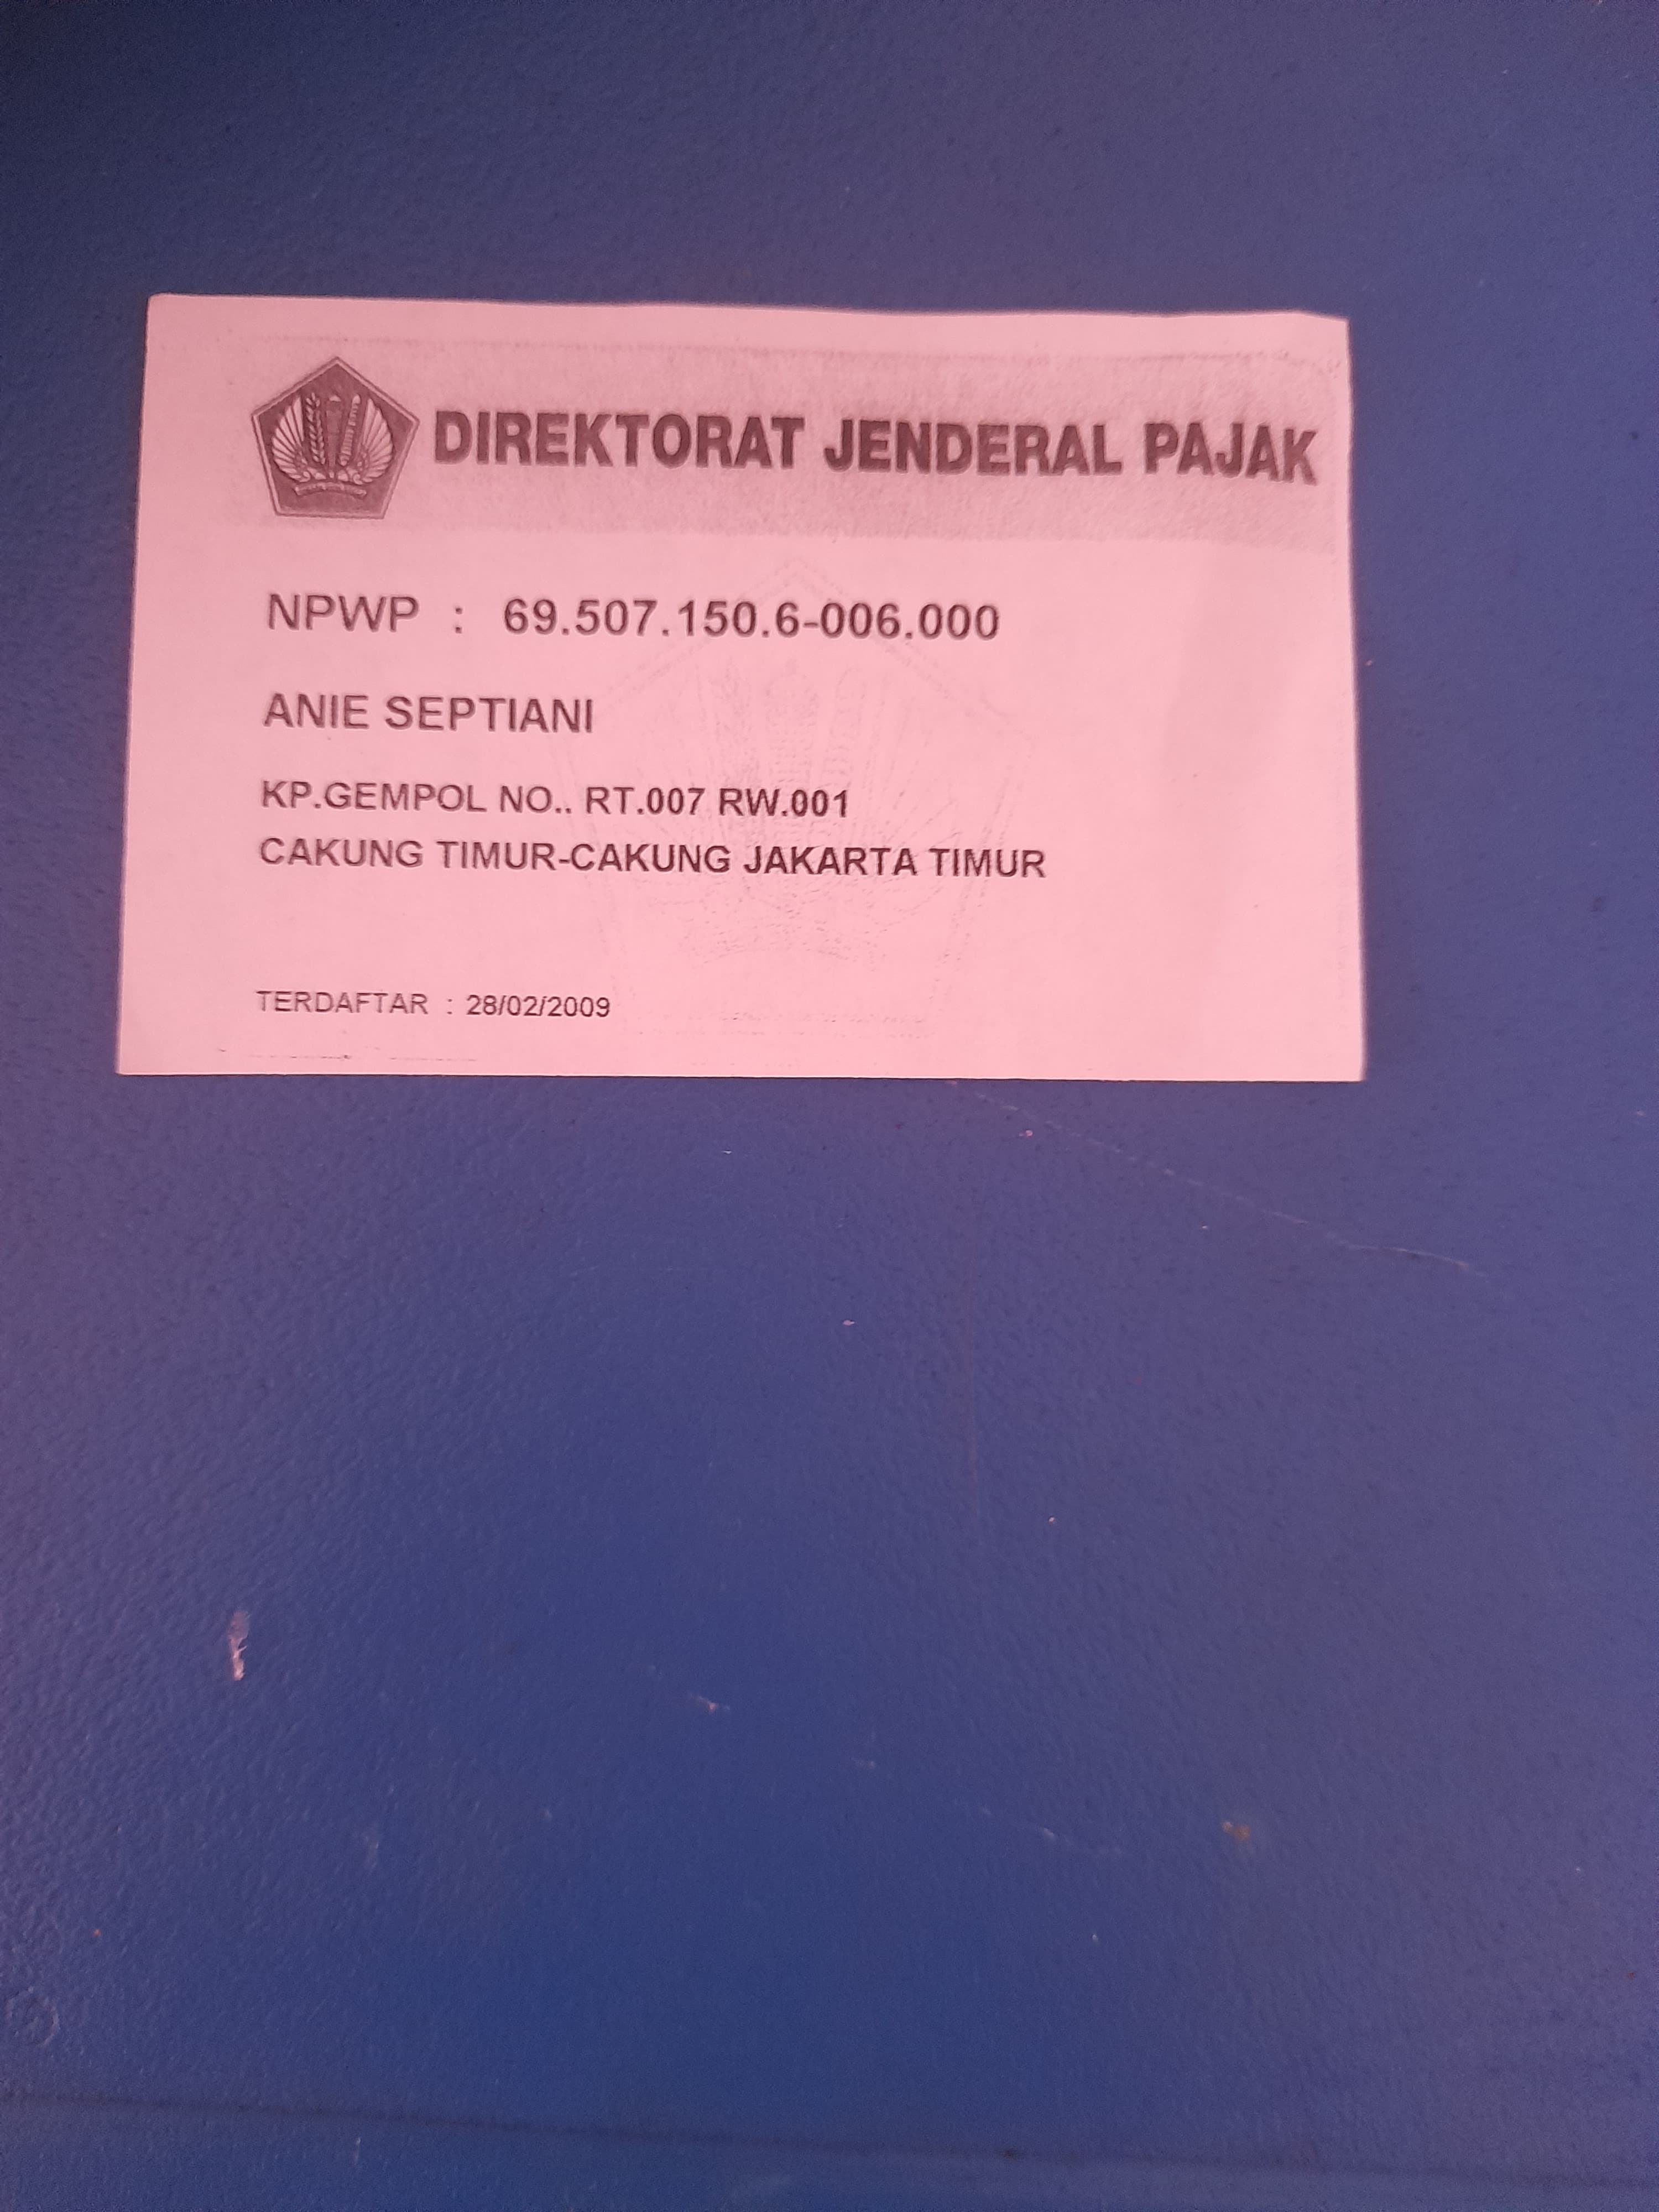 DIREKTORAT JENDERAL PAJAK
NPWP : 69.507.150.6-006.000
ANIE SEPTIANI
KP.GEMPOL NO.. RT.007 RW.001
CAKUNG TIMUR-CAKUNG JAKARTA TIMUR
TERDAFTAR : 28/02/2009